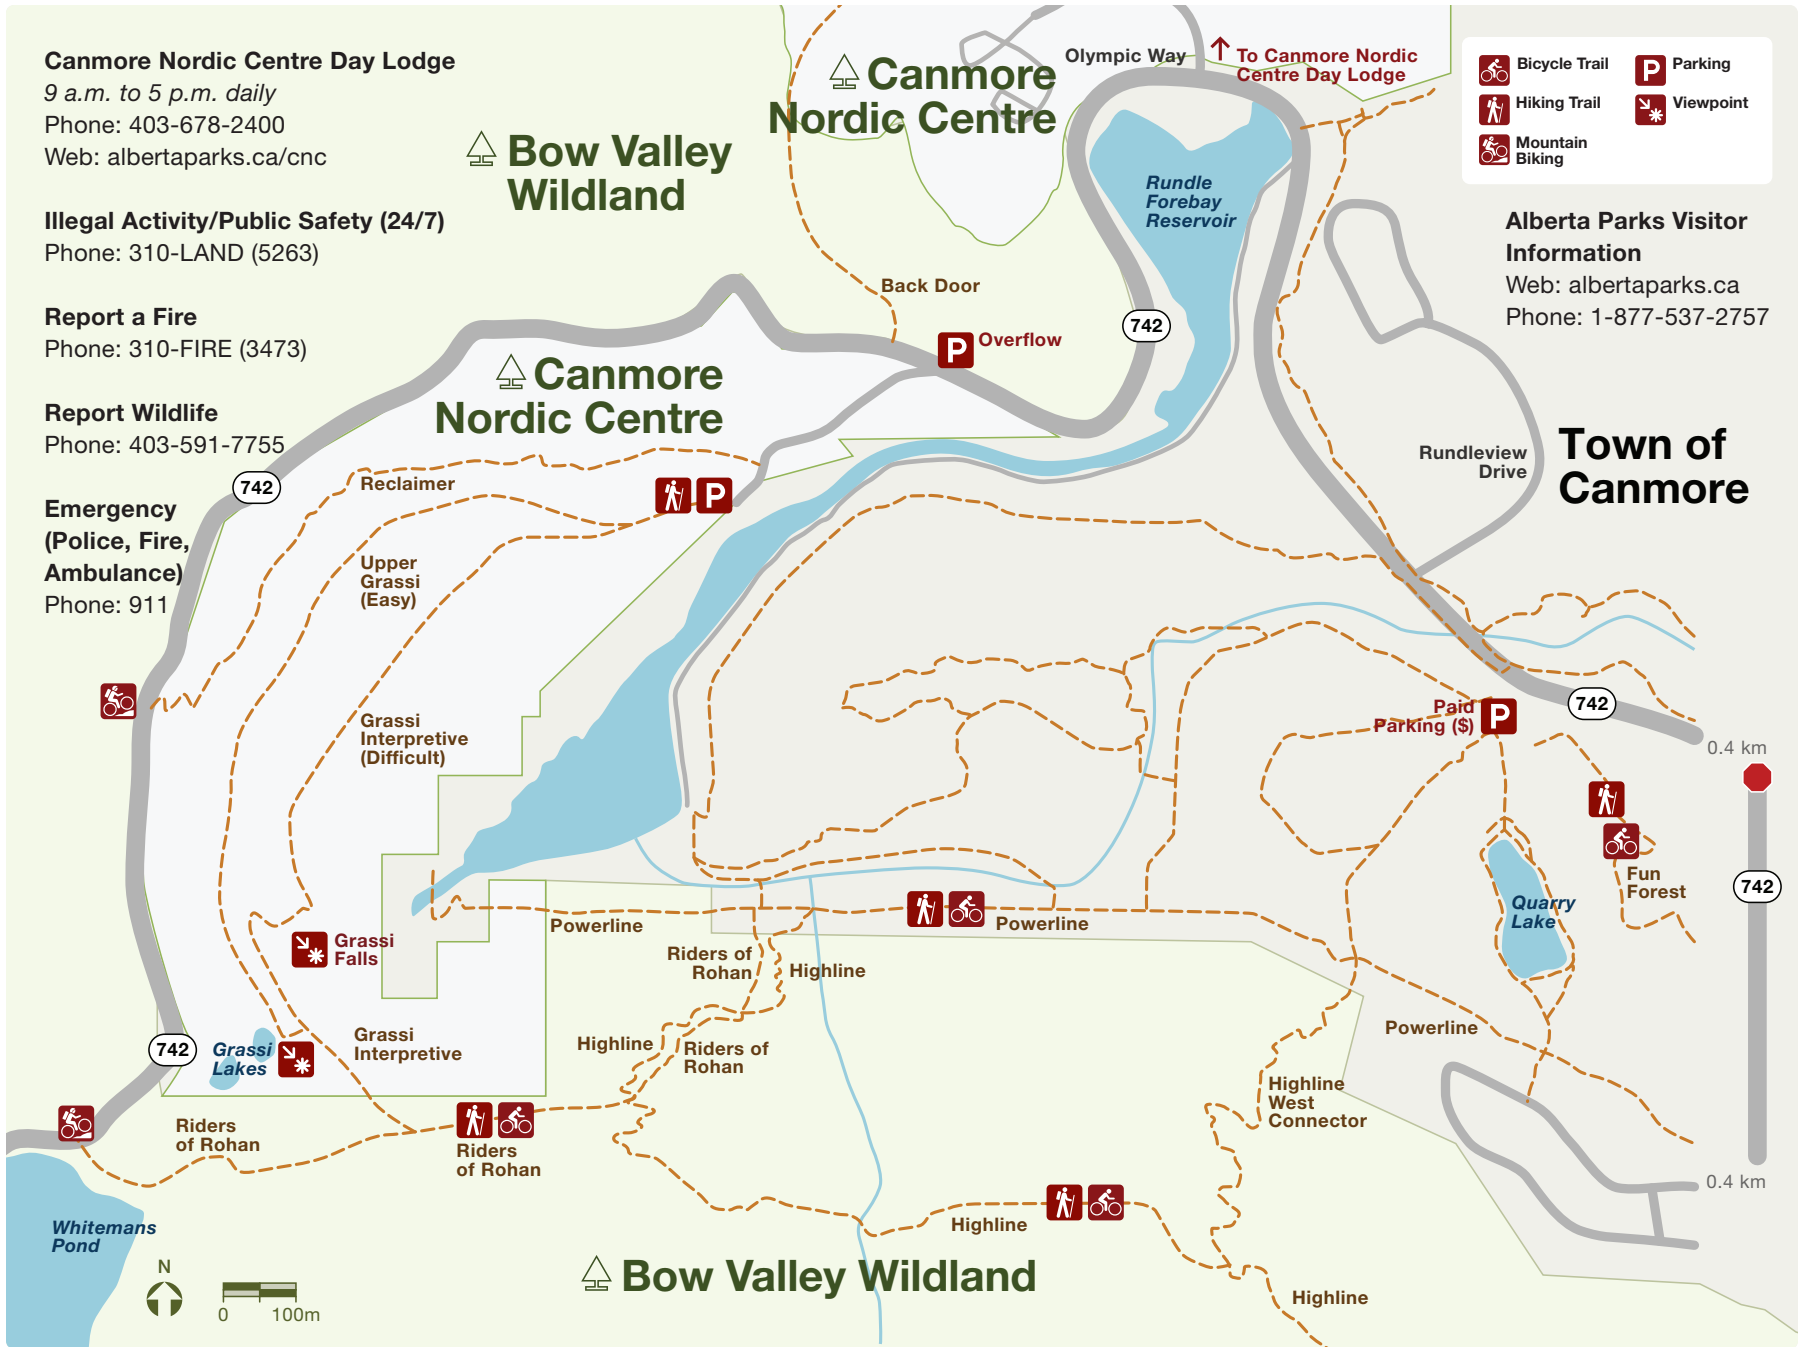 Canmore Nordic Centre Day Lodge
9 a.m. to 5 p.m. daily
Phone: 403-678-2400
Web: albertaparks.ca/cnc
Illegal Activity/Public Safety (24/7)
Phone: 310-LAND (5263)
Report a Fire
Phone: 310-FIRE (3473)
Report Wildlife
Phone: 403-591-7755
Emergency
(Police, Fire,
Ambulance)
Phone: 911
Bow Valley
Wildland
Canmore
Nordic Centre
Olympic Way
To Canmore Nordic
Centre Day Lodge
Bicycle Trail
P
Parking
Hiking Trail
Viewpoint
Mountain
Biking
Alberta Parks Visitor
Information
Web: albertaparks.ca
Phone: 1-877-537-2757
Rundle
Forebay
Reservoir
Back Door
742
P
Overflow
Canmore
Nordic Centre
Rundleview
Drive
Town of
Canmore
742
Reclaimer
P
Upper
Grassi
(Easy)
Grassi
Interpretive
(Difficult)
Paid
Parking ($)
P
742
0.4 km
742
0.4 km
Fun
Forest
Quarry
Lake
Powerline
Powerline
Powerline
Grassi
Falls
Riders of
Rohan
Highline
Highline
Riders of
Rohan
Grassi
Interpretive
742
Grassi
Lakes
Highline
West
Connector
Riders
of Rohan
Riders
of Rohan
Highline
Highline
Whitemans
Pond
Bow Valley Wildland
N
0
100m